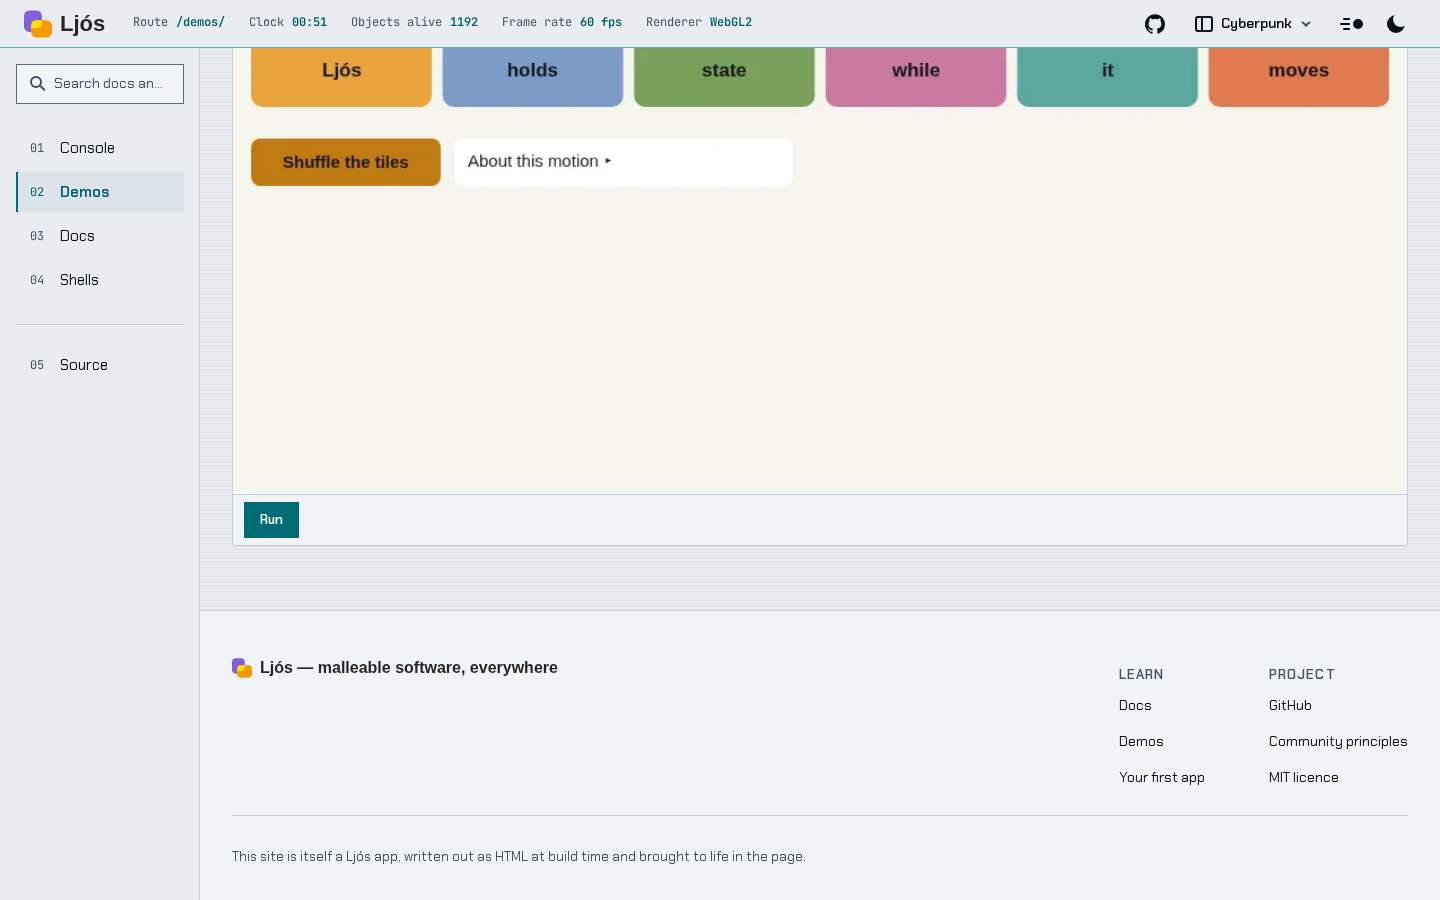 Ljós
Route /demos/
Clock 00:51
Objects alive 1192
Frame rate 60 fps
Renderer WebGL2
Cyberpunk
Search docs an...
01 Console
02 Demos
03 Docs
04 Shells
05 Source
Ljós
holds
state
while
it
moves
Shuffle the tiles
About this motion ▸
Run
Ljós — malleable software, everywhere
LEARN
Docs
Demos
Your first app
PROJECT
GitHub
Community principles
MIT licence
This site is itself a Ljós app, written out as HTML at build time and brought to life in the page.